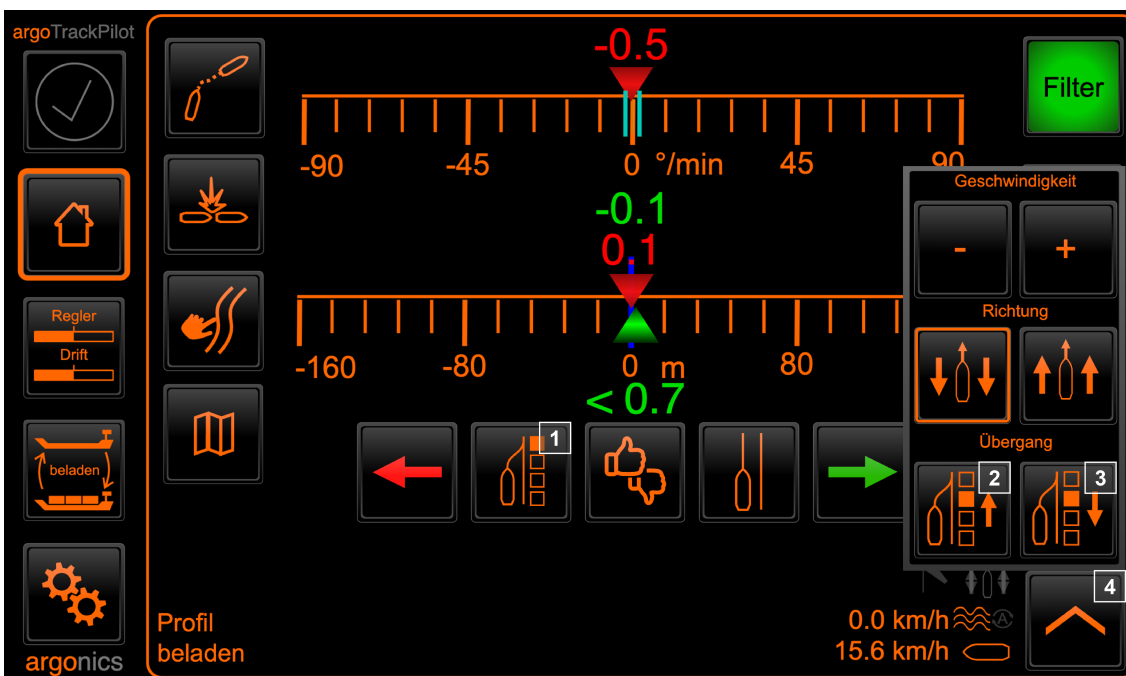 argoTrackPilot
-0.5
Filter
-90 -45 0 °/min 45 90
Geschwindigkeit
- +
-0.1
0.1
Regler
Drift
Richtung
-160 -80 0 m 80
< 0.7
1
Übergang
beladen
2 3
4
A
Profil
beladen
0.0 km/h
15.6 km/h
argonics